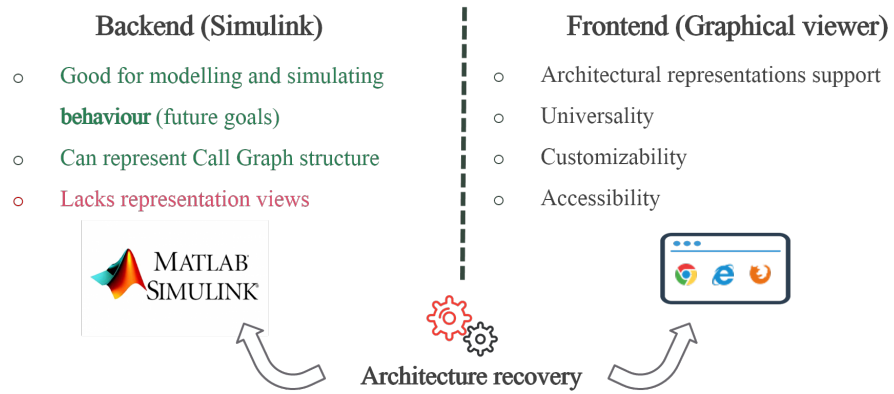 Backend (Simulink)
Good for modelling and simulating
behaviour (future goals)
Can represent Call Graph structure
Lacks representation views
MATLAB®
SIMULINK®
Frontend (Graphical viewer)
Architectural representations support
Universality
Customizability
Accessibility
Architecture recovery